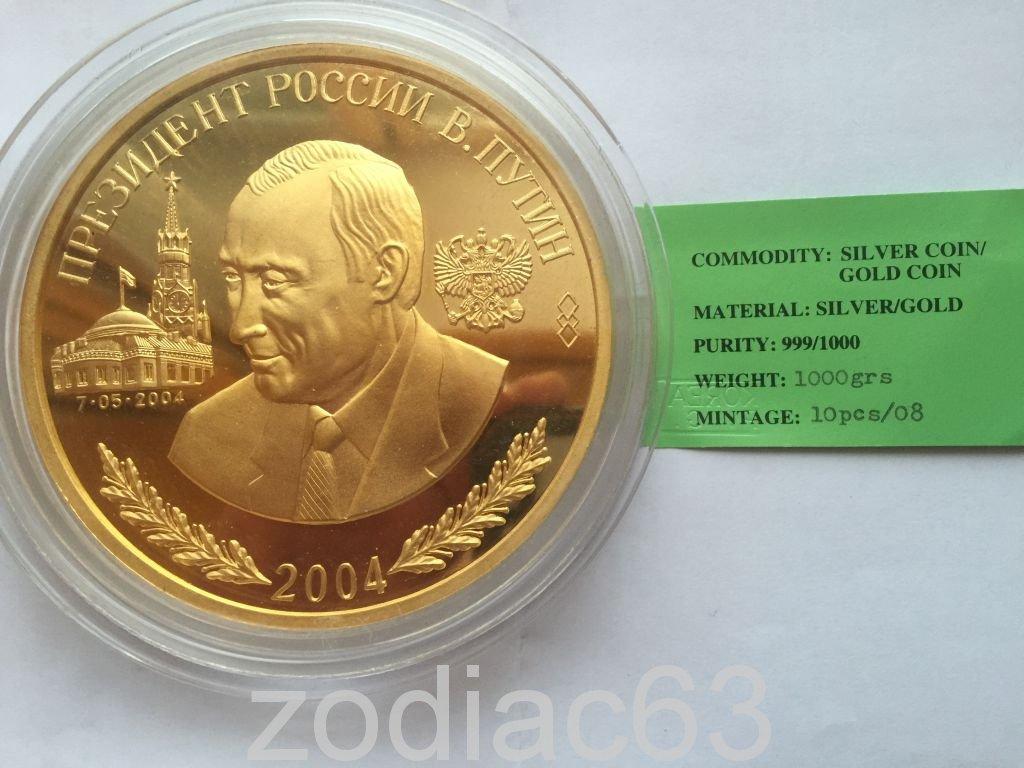 ПРЕЗИДЕНТ РОССИИ В. ПУТИН
7·05·2004
2004
COMMODITY: SILVER COIN/
GOLD COIN
MATERIAL: SILVER/GOLD
PURITY: 999/1000
WEIGHT: 1000grs
MINTAGE: 10pcs/08
zodiac63